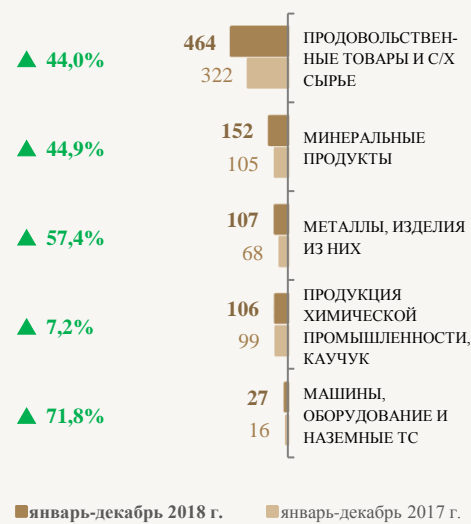 464
ПРОДОВОЛЬСТВЕН-
▲ 44,0%
НЫЕ ТОВАРЫ И С/Х
322
СЫРЬЕ
152
МИНЕРАЛЬНЫЕ
▲ 44,9%
105
ПРОДУКТЫ
107
МЕТАЛЛЫ, ИЗДЕЛИЯ
▲ 57,4%
68
ИЗ НИХ
ПРОДУКЦИЯ
106
ХИМИЧЕСКОЙ
▲ 7,2%
99
ПРОМЫШЛЕННОСТИ,
КАУЧУК
27
МАШИНЫ,
▲ 71,8%
ОБОРУДОВАНИЕ И
16
НАЗЕМНЫЕ ТС
январь-декабрь 2018 г.
январь-декабрь 2017 г.